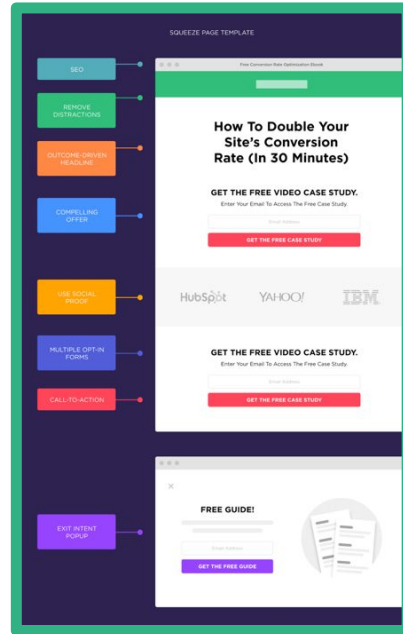 SQUEEZE PAGE TEMPLATE
SEO
Free Conversion Rate Optimization Ebook
REMOVE
DISTRACTIONS
How To Double Your
Site's Conversion
Rate (In 30 Minutes)
OUTCOME-DRIVEN
HEADLINE
COMPELLING
OFFER
GET THE FREE VIDEO CASE STUDY.
Enter Your Email To Access The Free Case Study.
Email Address
GET THE FREE CASE STUDY
USE SOCIAL
PROOF
HubSpot YAHOO! IBM
MULTIPLE OPT-IN
FORMS
GET THE FREE VIDEO CASE STUDY.
Enter Your Email To Access The Free Case Study.
Email Address
CALL-TO-ACTION
GET THE FREE CASE STUDY
EXIT INTENT
POPUP
FREE GUIDE!
Email Address
GET THE FREE GUIDE